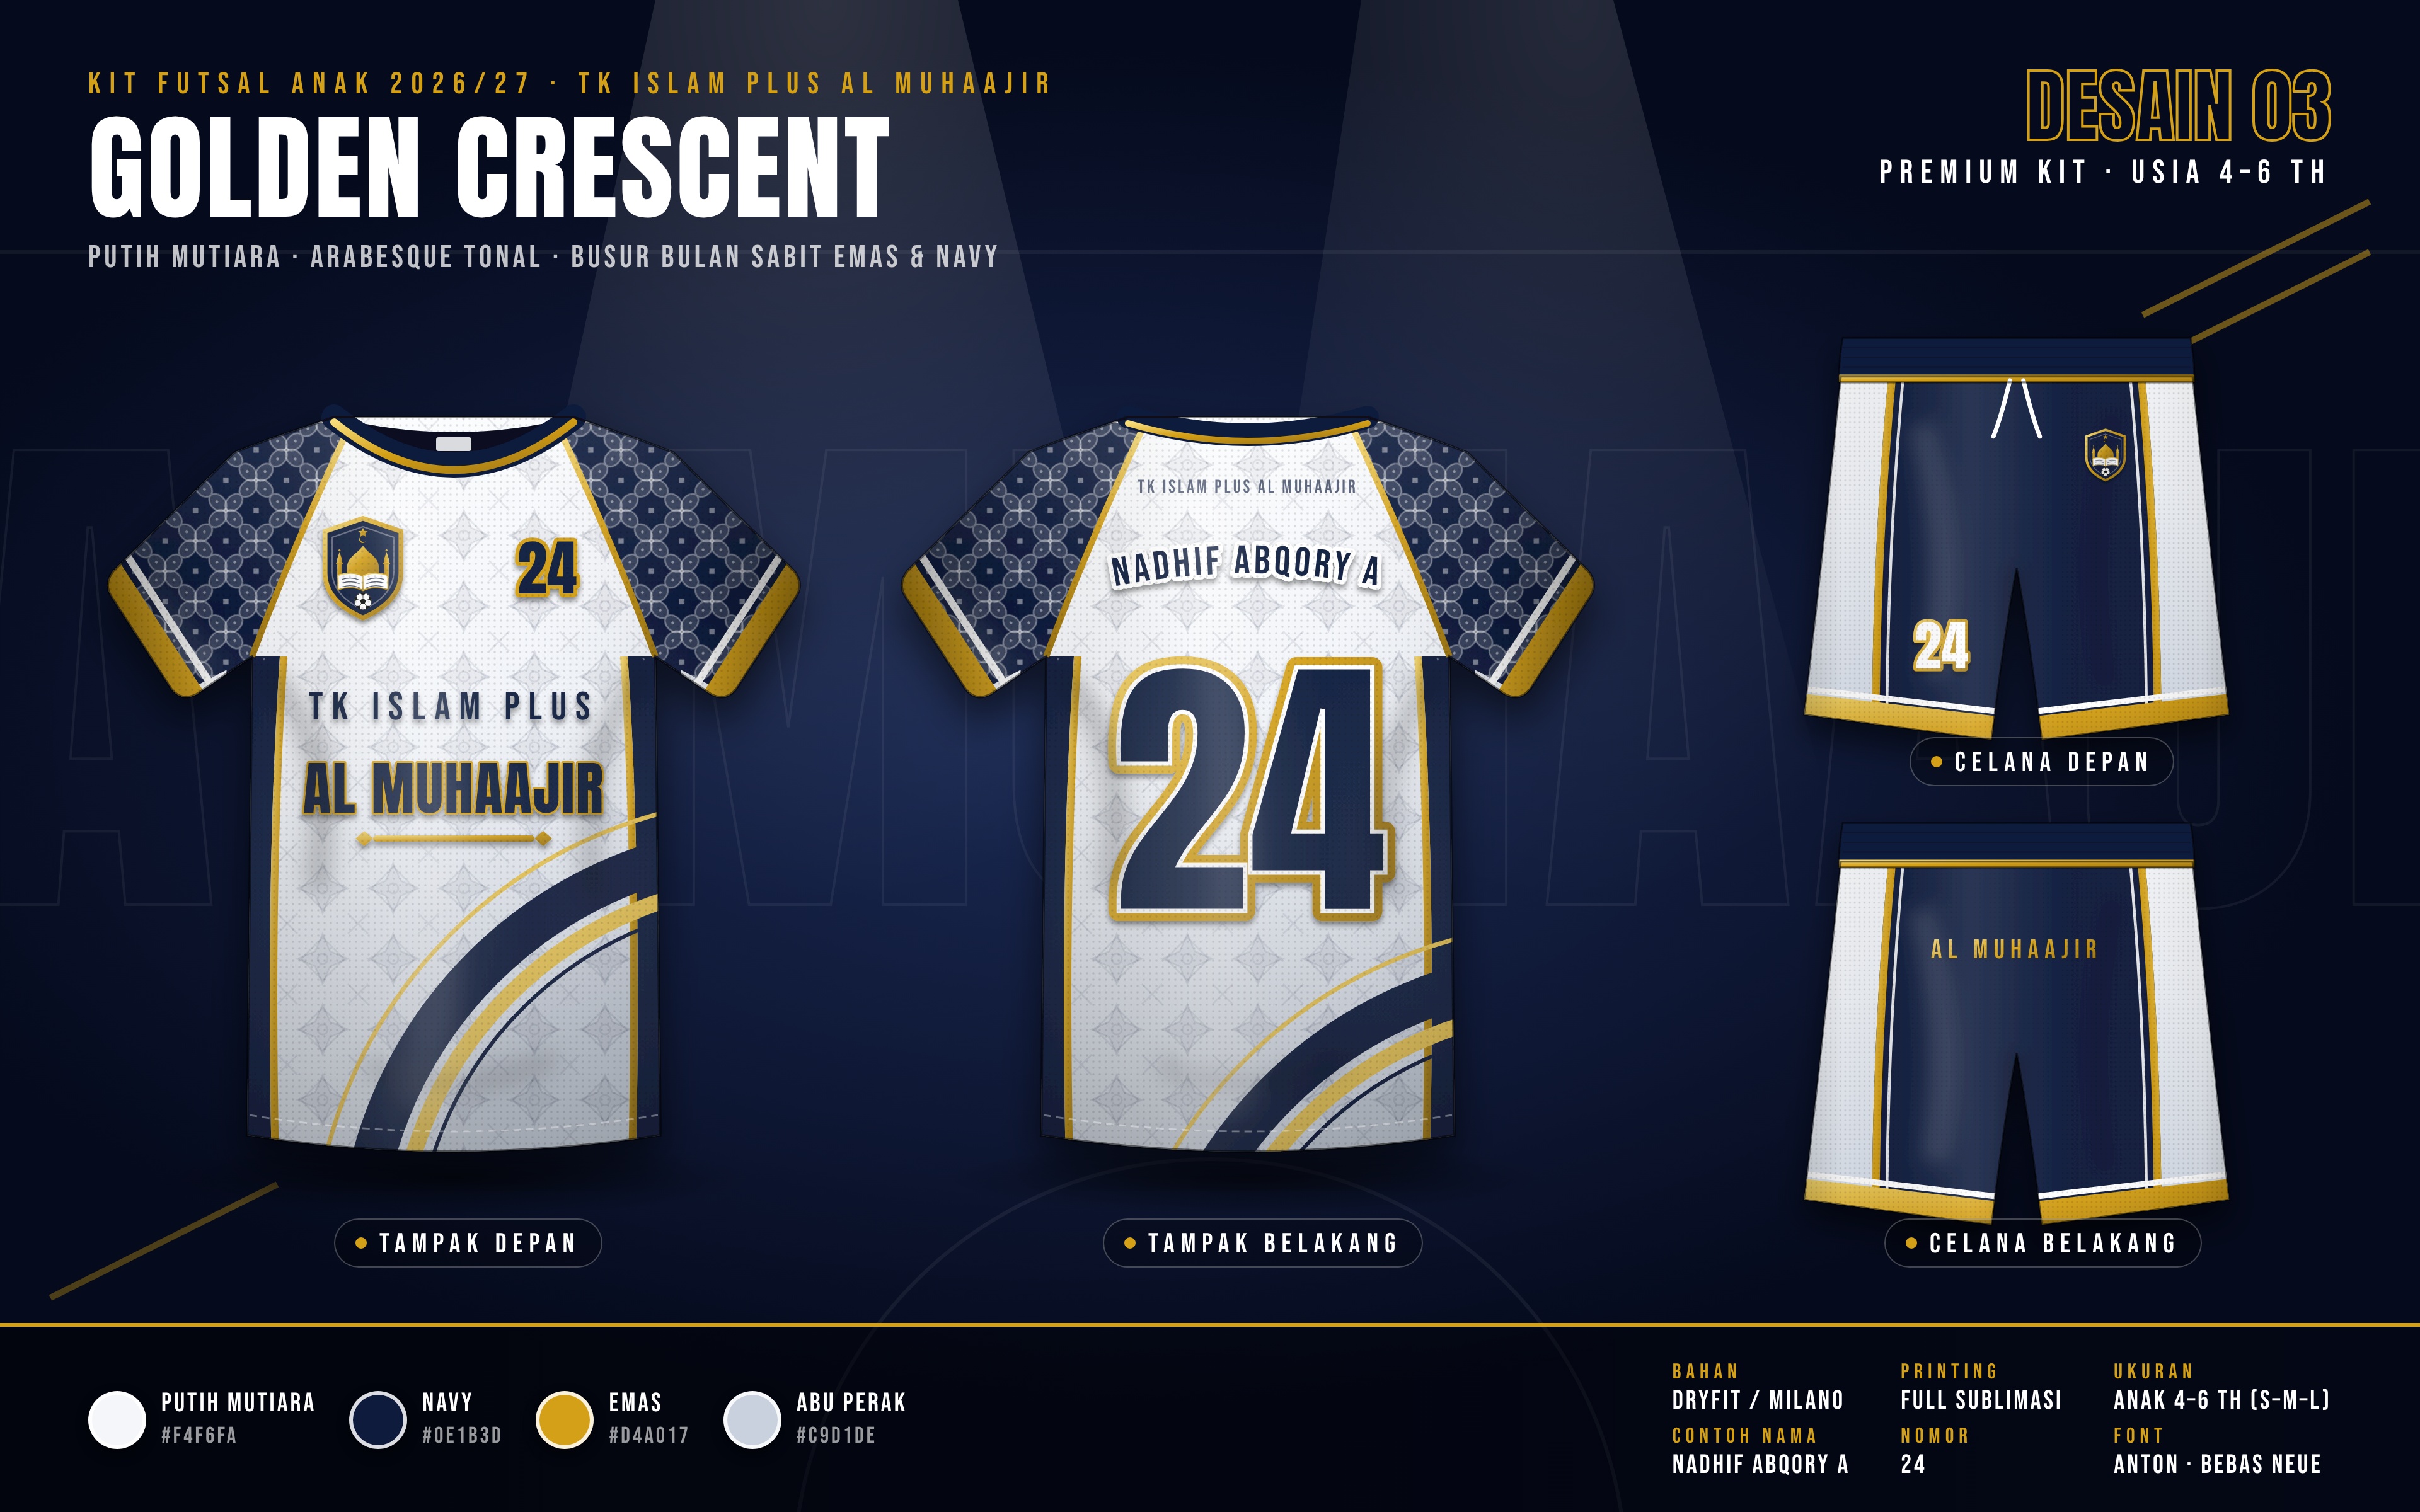 KIT FUTSAL ANAK 2026/27 · TK ISLAM PLUS AL MUHAAJIR
GOLDEN CRESCENT
PUTIH MUTIARA · ARABESQUE TONAL · BUSUR BULAN SABIT EMAS & NAVY
DESAIN 03
PREMIUM KIT · USIA 4–6 TH
24
TK ISLAM PLUS
AL MUHAAJIR
TAMPAK DEPAN
TK ISLAM PLUS AL MUHAAJIR
NADHIF ABQORY A
24
TAMPAK BELAKANG
24
CELANA DEPAN
AL MUHAAJIR
CELANA BELAKANG
PUTIH MUTIARA
#F4F6FA
NAVY
#0E1B3D
EMAS
#D4A017
ABU PERAK
#C9D1DE
BAHAN
DRYFIT / MILANO
PRINTING
FULL SUBLIMASI
UKURAN
ANAK 4–6 TH (S–M–L)
CONTOH NAMA
NADHIF ABQORY A
NOMOR
24
FONT
ANTON · BEBAS NEUE